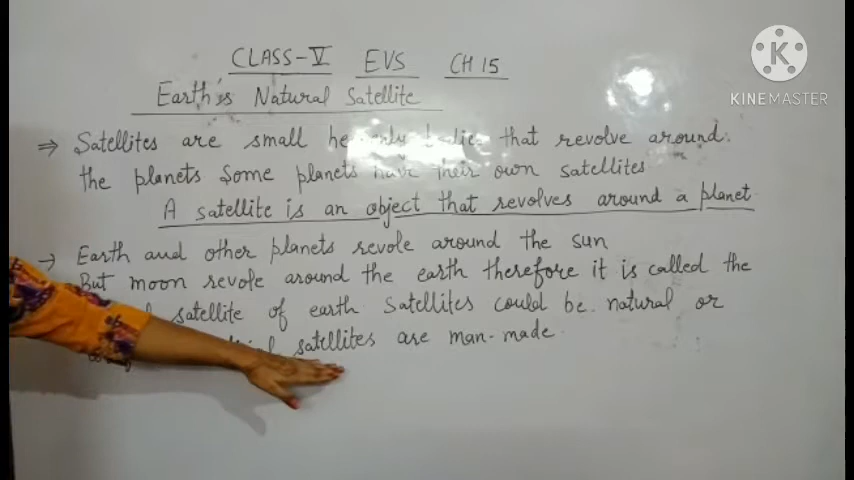 CLASS-V EVS CH 15
KINEMASTER
Earth's Natural Satellite
⇒ Satellites are small heavenly bodies that revolve around
the planets Some planets have their own satellites
A satellite is an object that revolves around a planet
→ Earth and other planets revole around the sun
But moon revole around the earth therefore it is called the
satellite of earth Satellites could be natural or
satellites are man-made